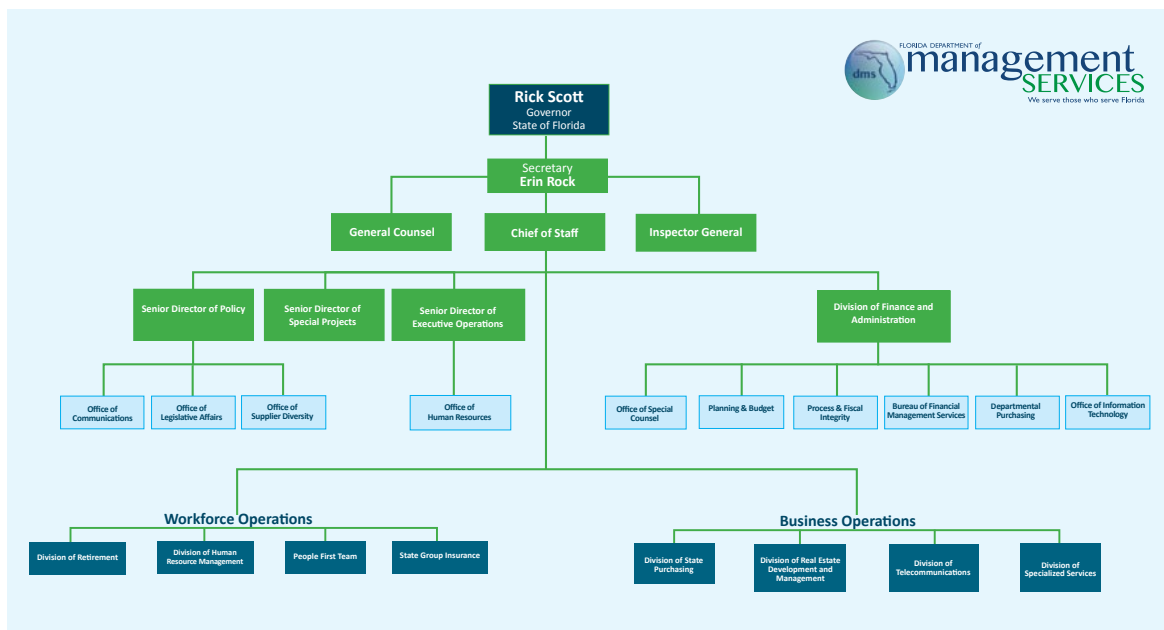 FLORIDA DEPARTMENT of
management
SERVICES
We serve those who serve Florida
dms
Rick Scott
Governor
State of Florida
Secretary
Erin Rock
General Counsel
Chief of Staff
Inspector General
Senior Director of Policy
Senior Director of
Special Projects
Senior Director of
Executive Operations
Division of Finance and
Administration
Office of
Communications
Office of
Legislative Affairs
Office of
Supplier Diversity
Office of
Human Resources
Office of Special
Counsel
Planning & Budget
Process & Fiscal
Integrity
Bureau of Financial
Management Services
Departmental
Purchasing
Office of Information
Technology
Workforce Operations
Division of Retirement
Division of Human
Resource Management
People First Team
State Group Insurance
Business Operations
Division of State
Purchasing
Division of Real Estate
Development and
Management
Division of
Telecommunications
Division of
Specialized Services